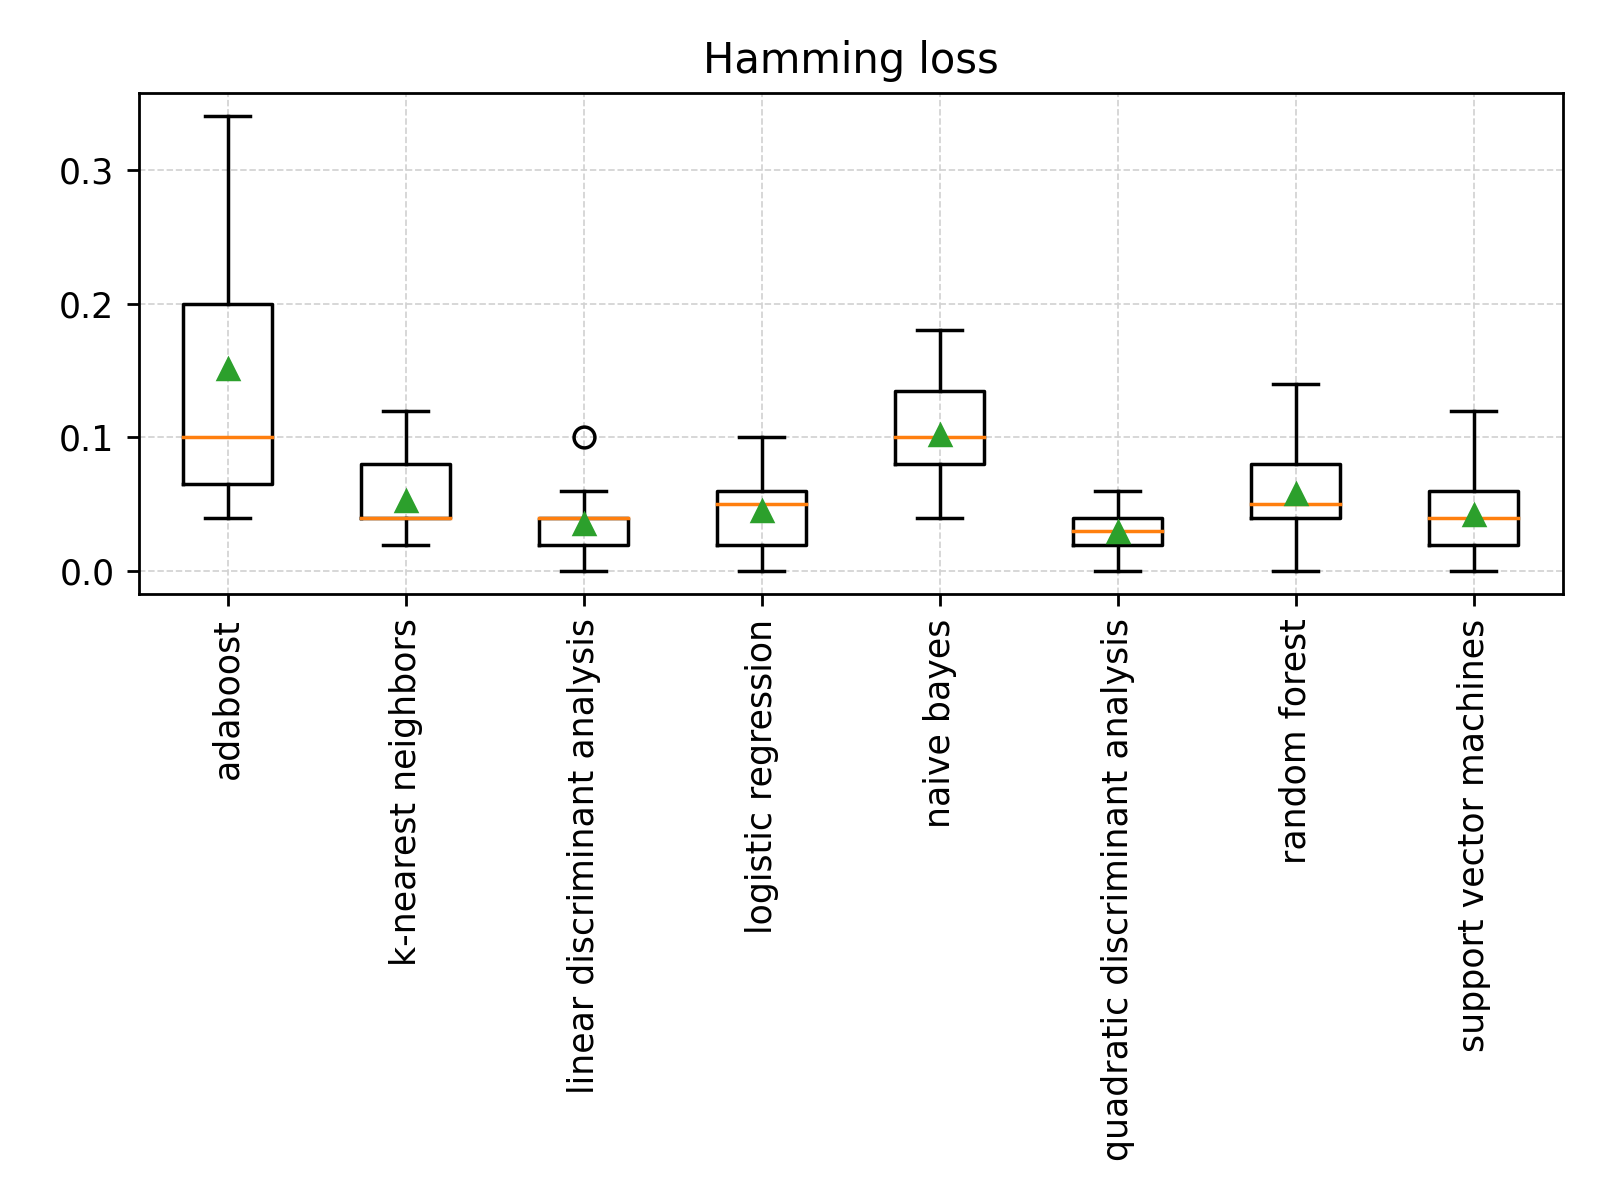 Hamming loss
0.3
0.2
0.1
0.0
adaboost
k-nearest neighbors
linear discriminant analysis
logistic regression
naive bayes
quadratic discriminant analysis
random forest
support vector machines